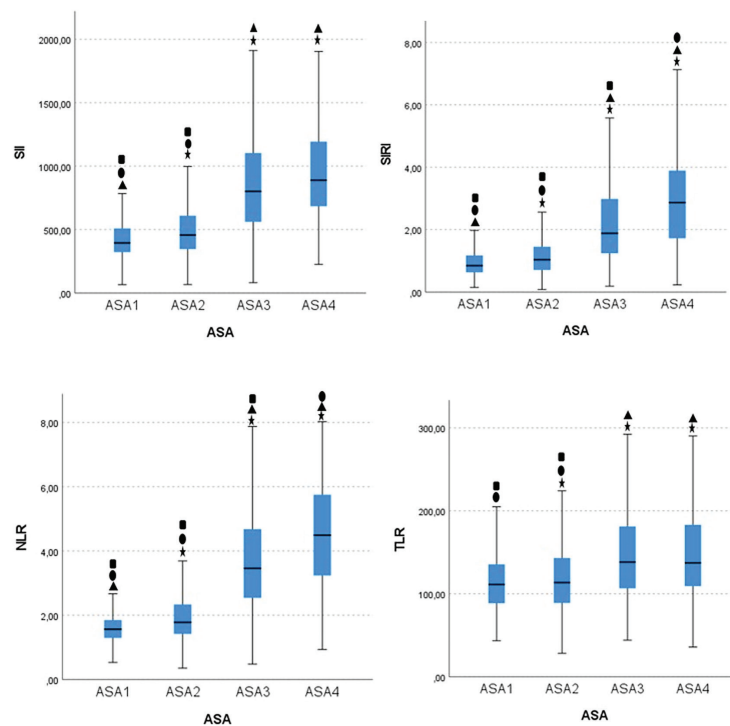 SII
2000,00
1500,00
1000,00
500,00
,00
ASA1 ASA2 ASA3 ASA4
ASA
SIRI
8,00
6,00
4,00
2,00
,00
ASA1 ASA2 ASA3 ASA4
ASA
NLR
8,00
6,00
4,00
2,00
,00
ASA1 ASA2 ASA3 ASA4
ASA
TLR
300,00
200,00
100,00
,00
ASA1 ASA2 ASA3 ASA4
ASA